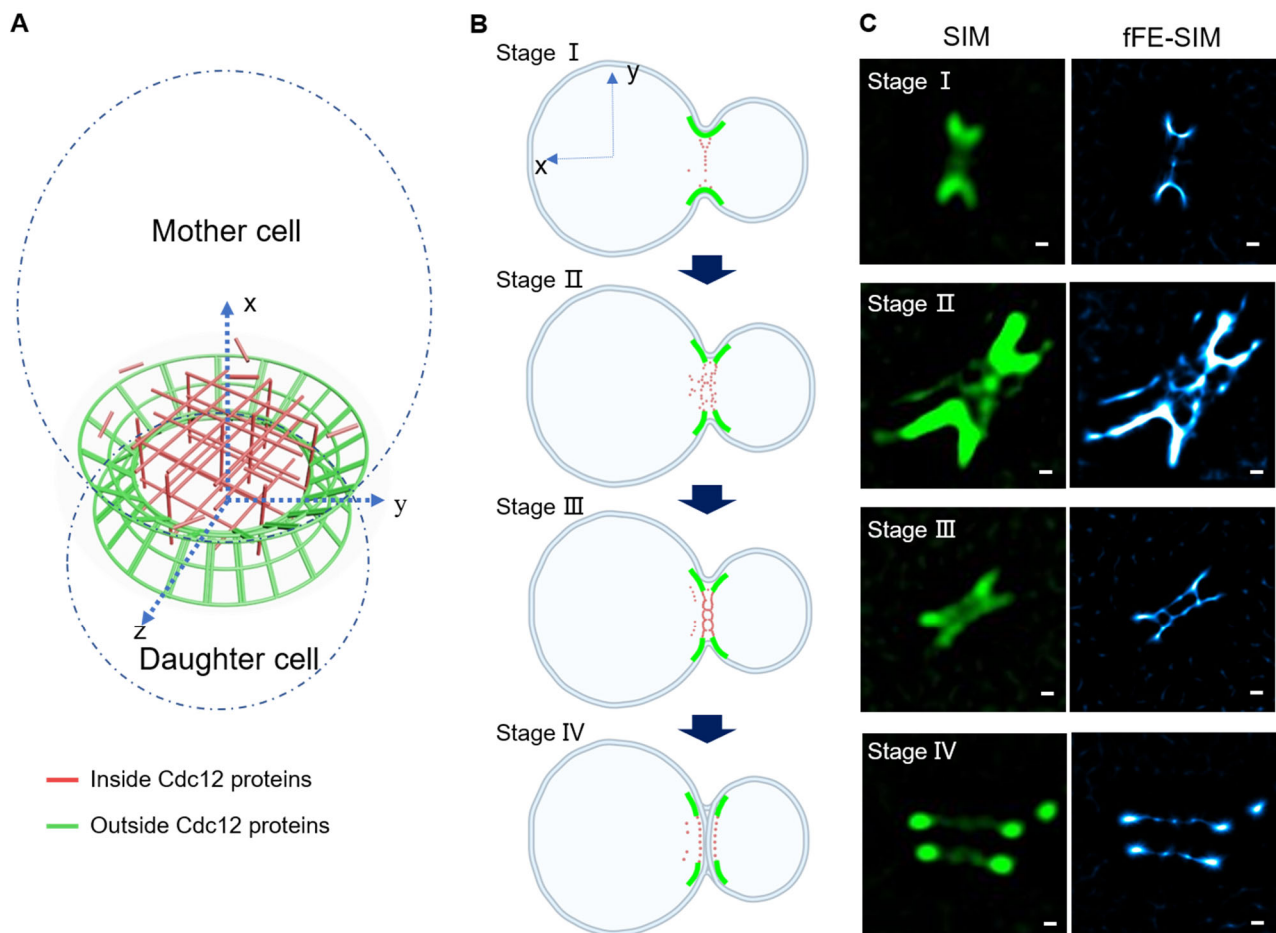 A
Mother cell
x
y
z
Daughter cell
Inside Cdc12 proteins
Outside Cdc12 proteins
B
Stage Ⅰ
y
x
Stage Ⅱ
Stage Ⅲ
Stage Ⅳ
C
SIM fFE-SIM
Stage Ⅰ
Stage Ⅱ
Stage Ⅲ
Stage Ⅳ